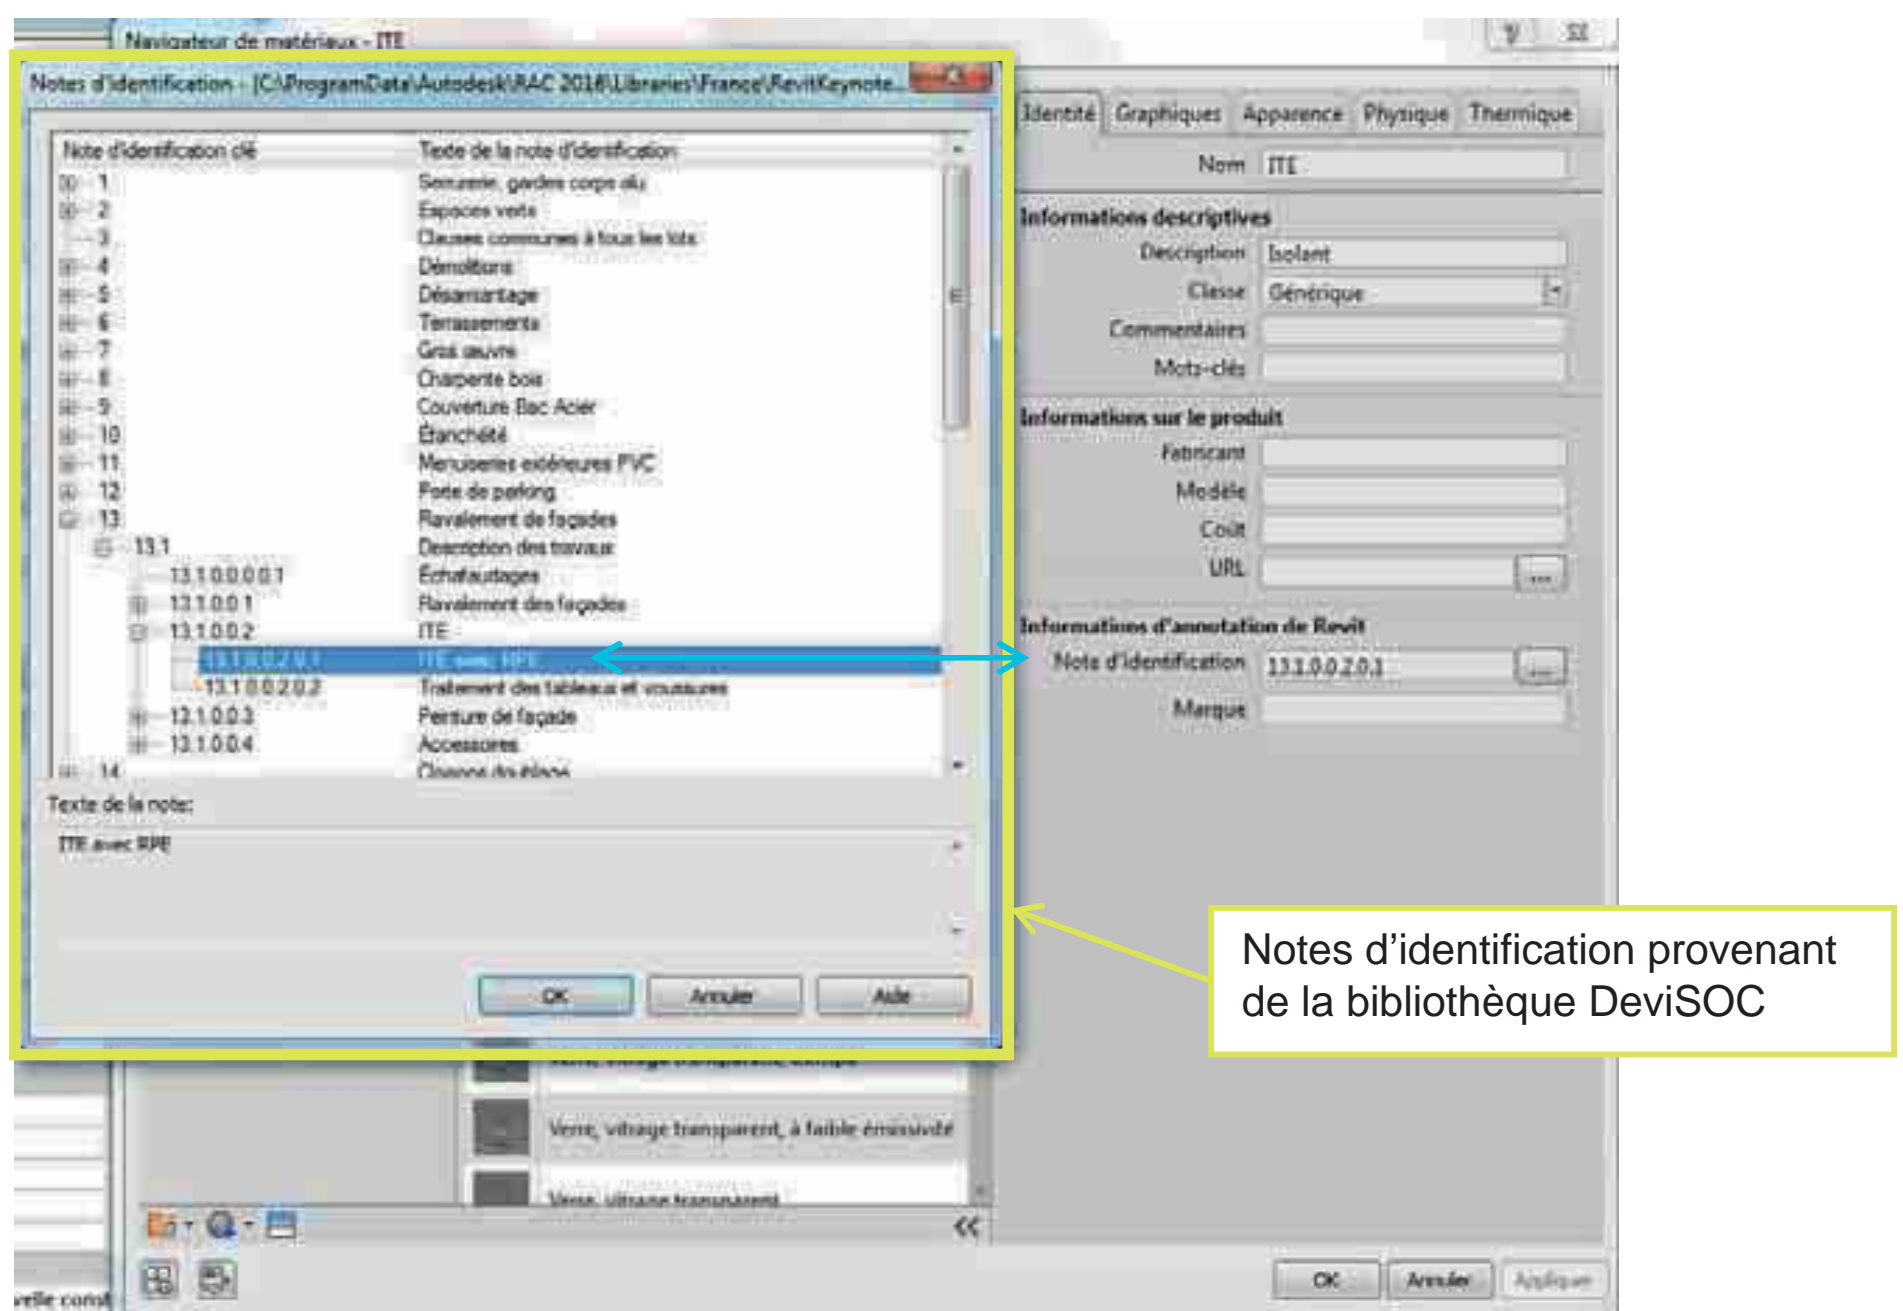 Navigateur de matériaux - ITE
Notes d'identification - [C:\ProgramData\Autodesk\RAC 2016\Libraries\France\RevitKeynote...
Note d'identification clé Texte de la note d'identification
1 Serrurerie, gardes corps alu
2 Espaces verts
3 Clauses communes à tous les lots
4 Démolitions
5 Désamiantage
6 Terrassements
7 Gros œuvre
8 Charpente bois
9 Couverture Bac Acier
10 Étanchéité
11 Menuiseries extérieures PVC
12 Porte de parking
13 Ravalement de façades
13.1 Description des travaux
13.1.0.0.0.0.1 Échafaudages
13.1.0.0.1 Ravalement des façades
13.1.0.0.2 ITE
13.1.0.0.2.0.1 ITE avec RPE
13.1.0.0.2.0.2 Traitement des tableaux et voussures
13.1.0.0.3 Peinture de façade
13.1.0.0.4 Accessoires
14 Cloisons doublage
Texte de la note:
ITE avec RPE
OK Annuler Aide
Identité Graphiques Apparence Physique Thermique
Nom ITE
Informations descriptives
Description Isolant
Classe Générique
Commentaires
Mots-clés
Informations sur le produit
Fabricant
Modèle
Coût
URL ...
Informations d'annotation de Revit
Note d'identification 13.1.0.0.2.0.1 ...
Marque
Notes d’identification provenant
de la bibliothèque DeviSOC
Verre, vitrage transparent, à faible émissivité
Verre, vitrage transparent
<<
velle const
OK Annuler Appliquer